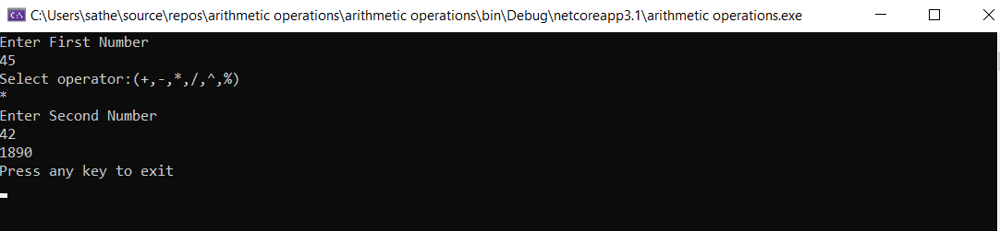 C:\Users\sathe\source\repos\arithmetic operations\arithmetic operations\bin\Debug\netcoreapp3.1\arithmetic operations.exe
Enter First Number
45
Select operator:(+,-,*,/,^,%)
*
Enter Second Number
42
1890
Press any key to exit